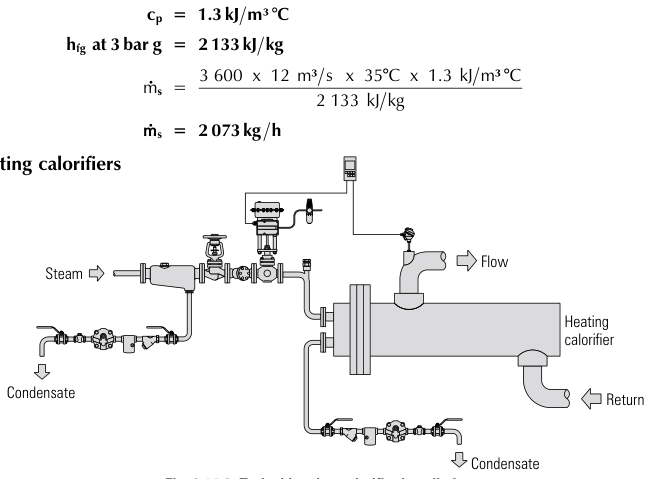 cp = 1.3 kJ/m³ °C
hfg at 3 bar g = 2 133 kJ/kg
ṁs = 3 600 x 12 m³/s x 35°C x 1.3 kJ/m³ °C
2 133 kJ/kg
ṁs = 2 073 kg/h
ting calorifiers
Steam
Flow
Heating
calorifier
Condensate
Return
Condensate